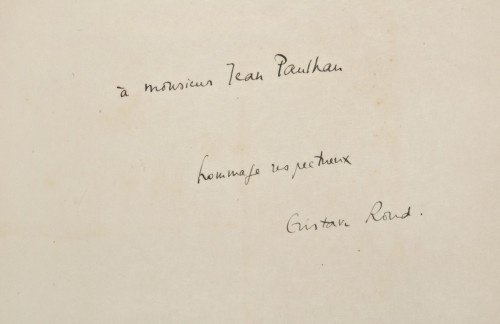 à monsieur Jean Paulhan
hommage respectueux
Gustave Roud.